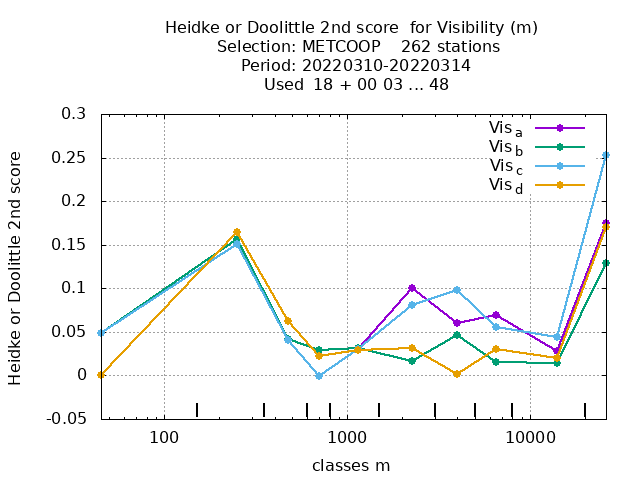 Heidke or Doolittle 2nd score  for Visibility (m)
Selection: METCOOP    262 stations
Period: 20220310-20220314
Used  18 + 00 03 ... 48
Heidke or Doolittle 2nd score
0.3
0.25
0.2
0.15
0.1
0.05
0
-0.05
Vis a
Vis b
Vis c
Vis d
100 1000 10000
classes m